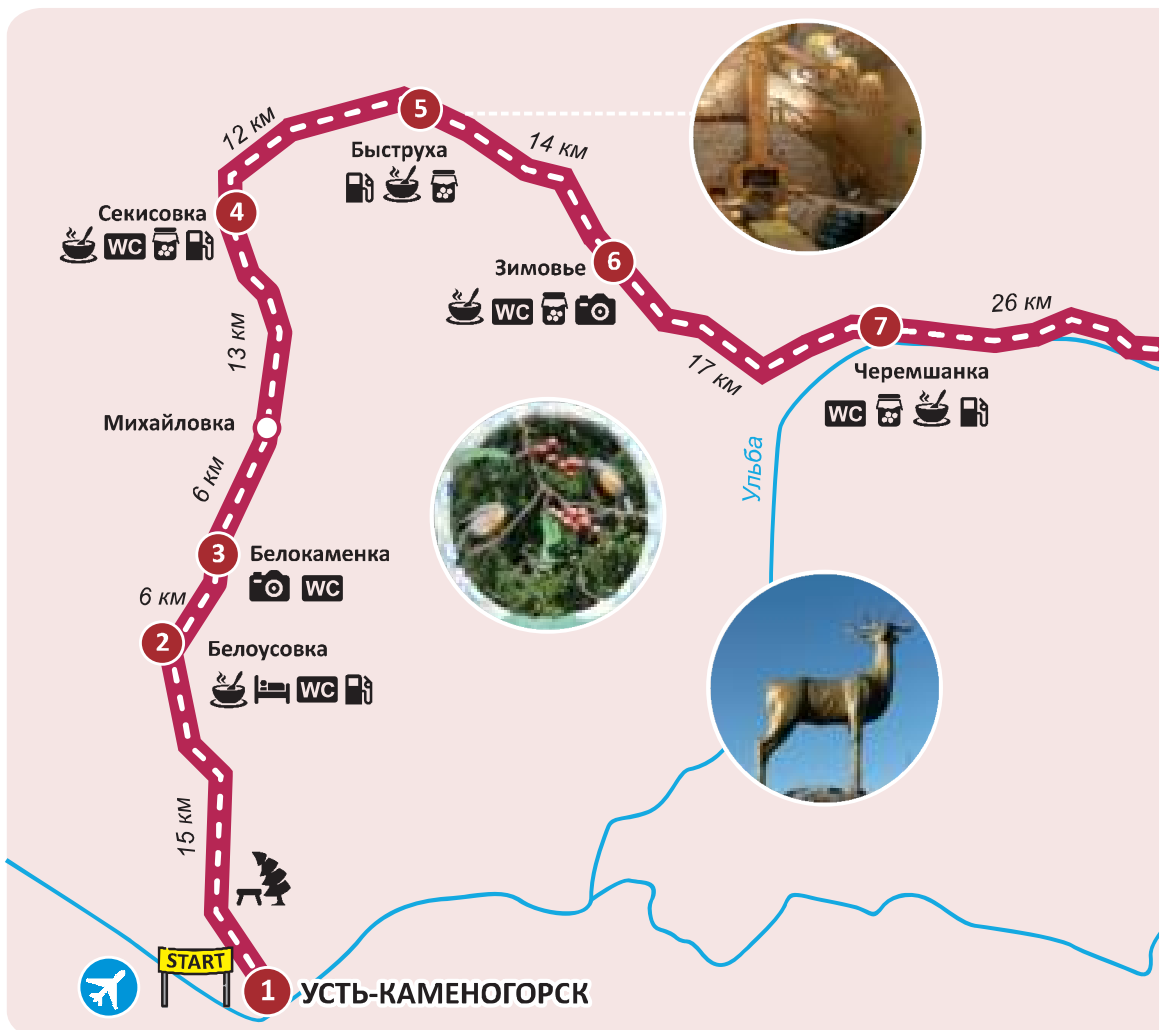 5
12 км
14 км
Быструха
4
Секисовка
WC
6
Зимовье
WC
26 км
7
13 км
17 км
Черемшанка
WC
Михайловка
Ульба
6 км
3
Белокаменка
WC
6 км
2
Белоусовка
WC
15 км
START
1
УСТЬ-КАМЕНОГОРСК